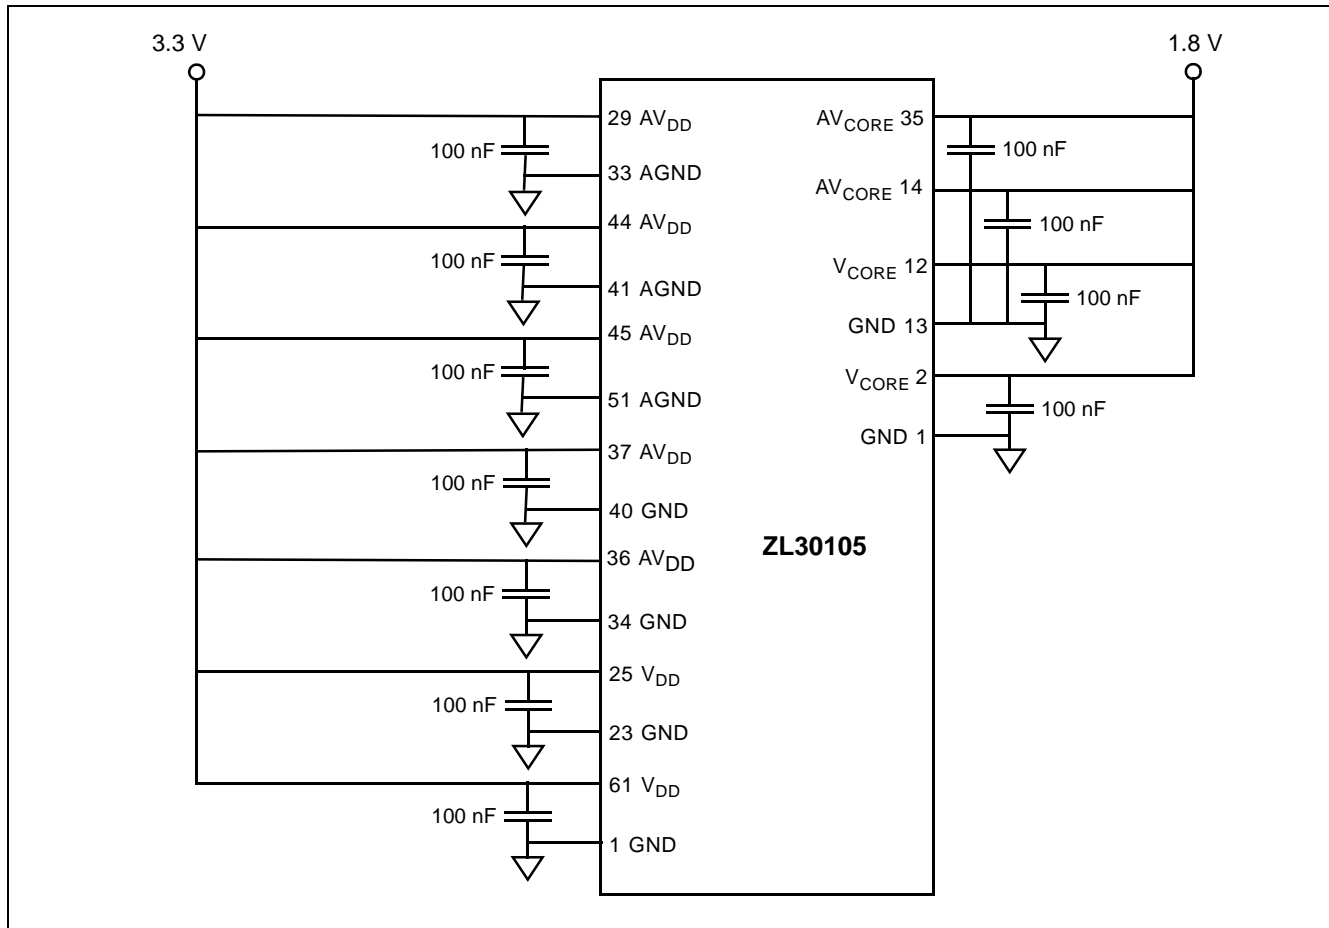 3.3 V
1.8 V
29 AVDD
100 nF
33 AGND
44 AVDD
100 nF
41 AGND
45 AVDD
100 nF
51 AGND
37 AVDD
100 nF
40 GND
36 AVDD
100 nF
34 GND
25 VDD
100 nF
23 GND
61 VDD
100 nF
1 GND
AVCORE 35
100 nF
AVCORE 14
100 nF
VCORE 12
100 nF
GND 13
VCORE 2
100 nF
GND 1
ZL30105